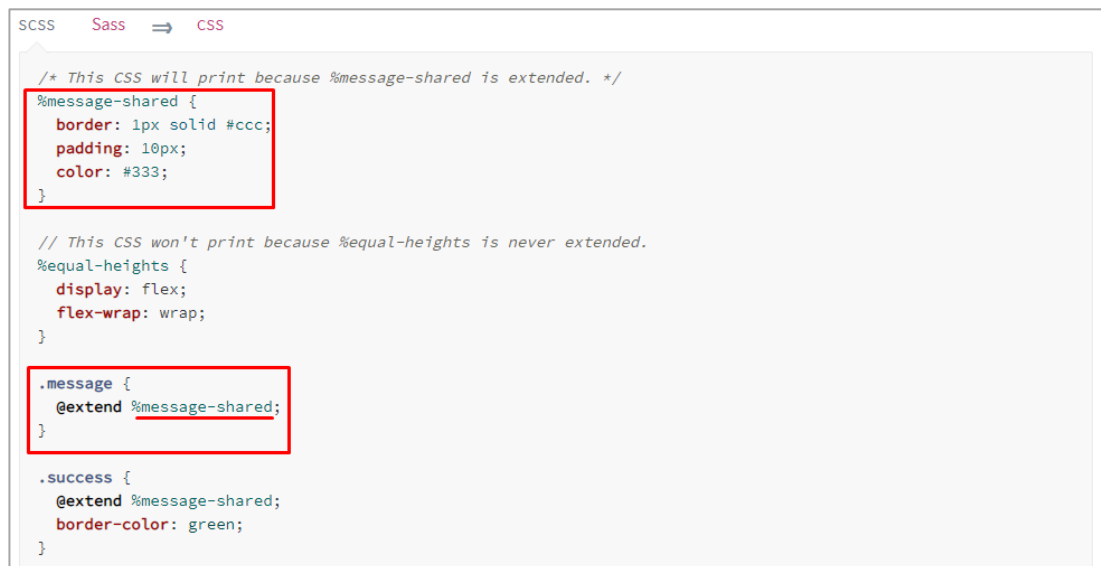 SCSS Sass ⇒ CSS
/* This CSS will print because %message-shared is extended. */
%message-shared {
  border: 1px solid #ccc;
  padding: 10px;
  color: #333;
}
// This CSS won't print because %equal-heights is never extended.
%equal-heights {
  display: flex;
  flex-wrap: wrap;
}
.message {
  @extend %message-shared;
}
.success {
  @extend %message-shared;
  border-color: green;
}